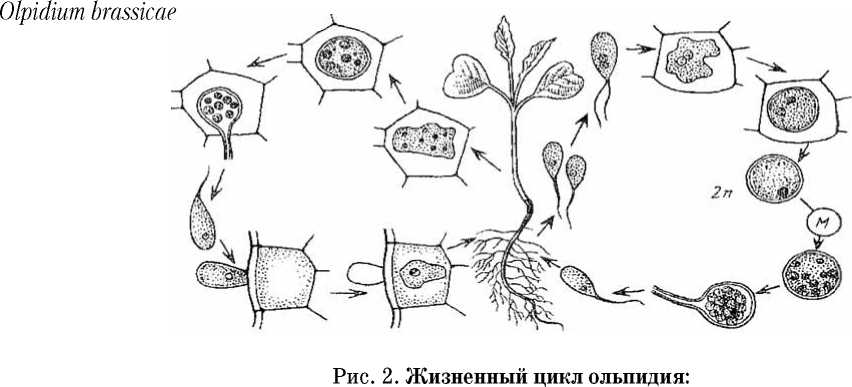 Olpidium brassicae
2n
М
Рис. 2. Жизненный цикл ольпидия: